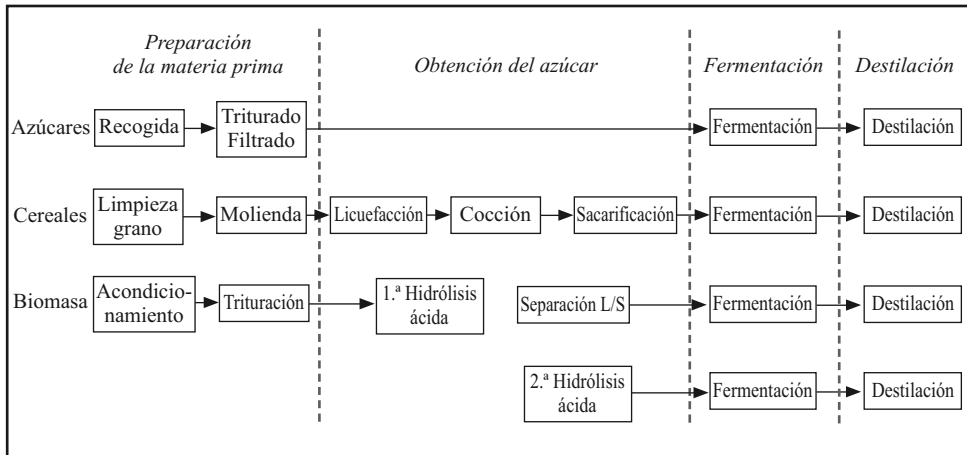 Preparación
de la materia prima
Obtención del azúcar
Fermentación
Destilación
Azúcares
Recogida
Triturado
Filtrado
Fermentación
Destilación
Cereales
Limpieza
grano
Molienda
Licuefacción
Cocción
Sacarificación
Fermentación
Destilación
Biomasa
Acondicio-
namiento
Trituración
1.ª Hidrólisis
ácida
Separación L/S
Fermentación
Destilación
2.ª Hidrólisis
ácida
Fermentación
Destilación